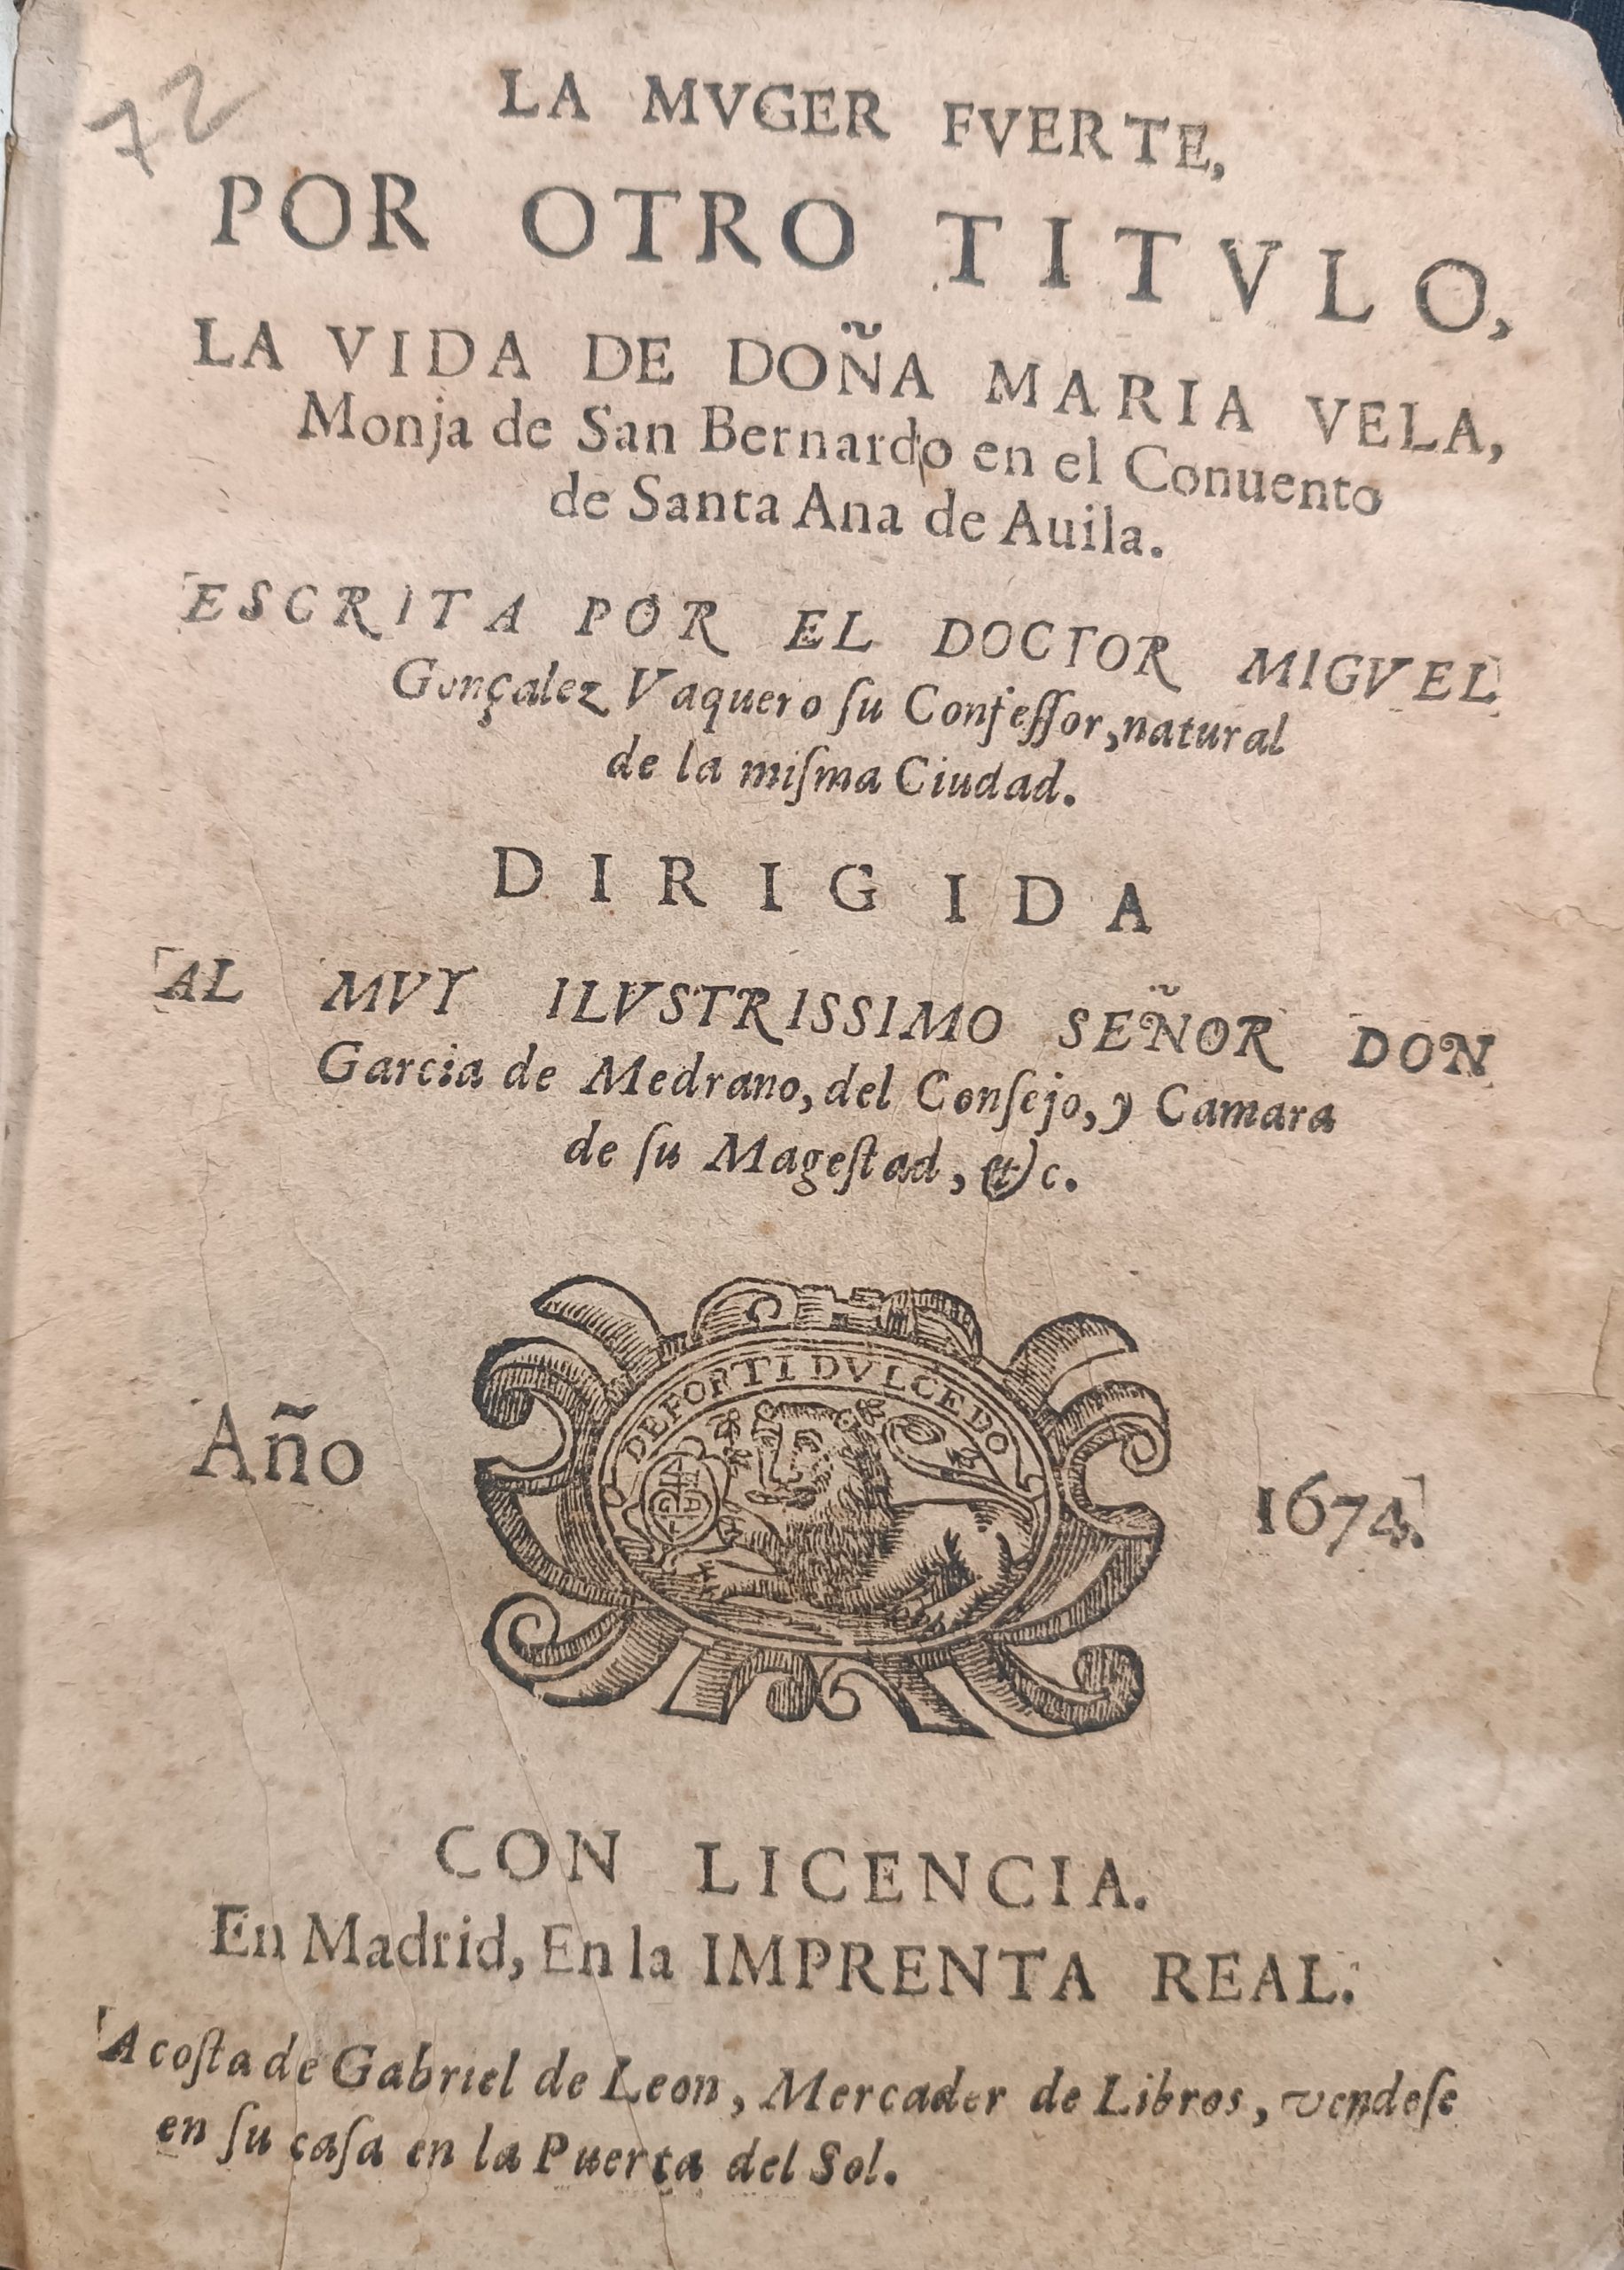 72
LA MVGER FVERTE,
POR OTRO TITVLO,
LA VIDA DE DOÑA MARIA VELA,
Monja de San Bernardo en el Conuento
de Santa Ana de Auila.
ESCRITA POR EL DOCTOR MIGVEL
Gonçalez Vaquero ſu Confeſſor, natural
de la miſma Ciudad.
DIRIGIDA
AL MVY ILVSTRISSIMO SEÑOR DON
Garcia de Medrano, del Conſejo, y Camara
de ſu Mageſtad, &c.
DEFORTI DVLCEDO
Año 1674.
CON LICENCIA.
En Madrid, En la IMPRENTA REAL.
A coſta de Gabriel de Leon, Mercader de Libros, vendeſe
en ſu caſa en la Puerta del Sol.